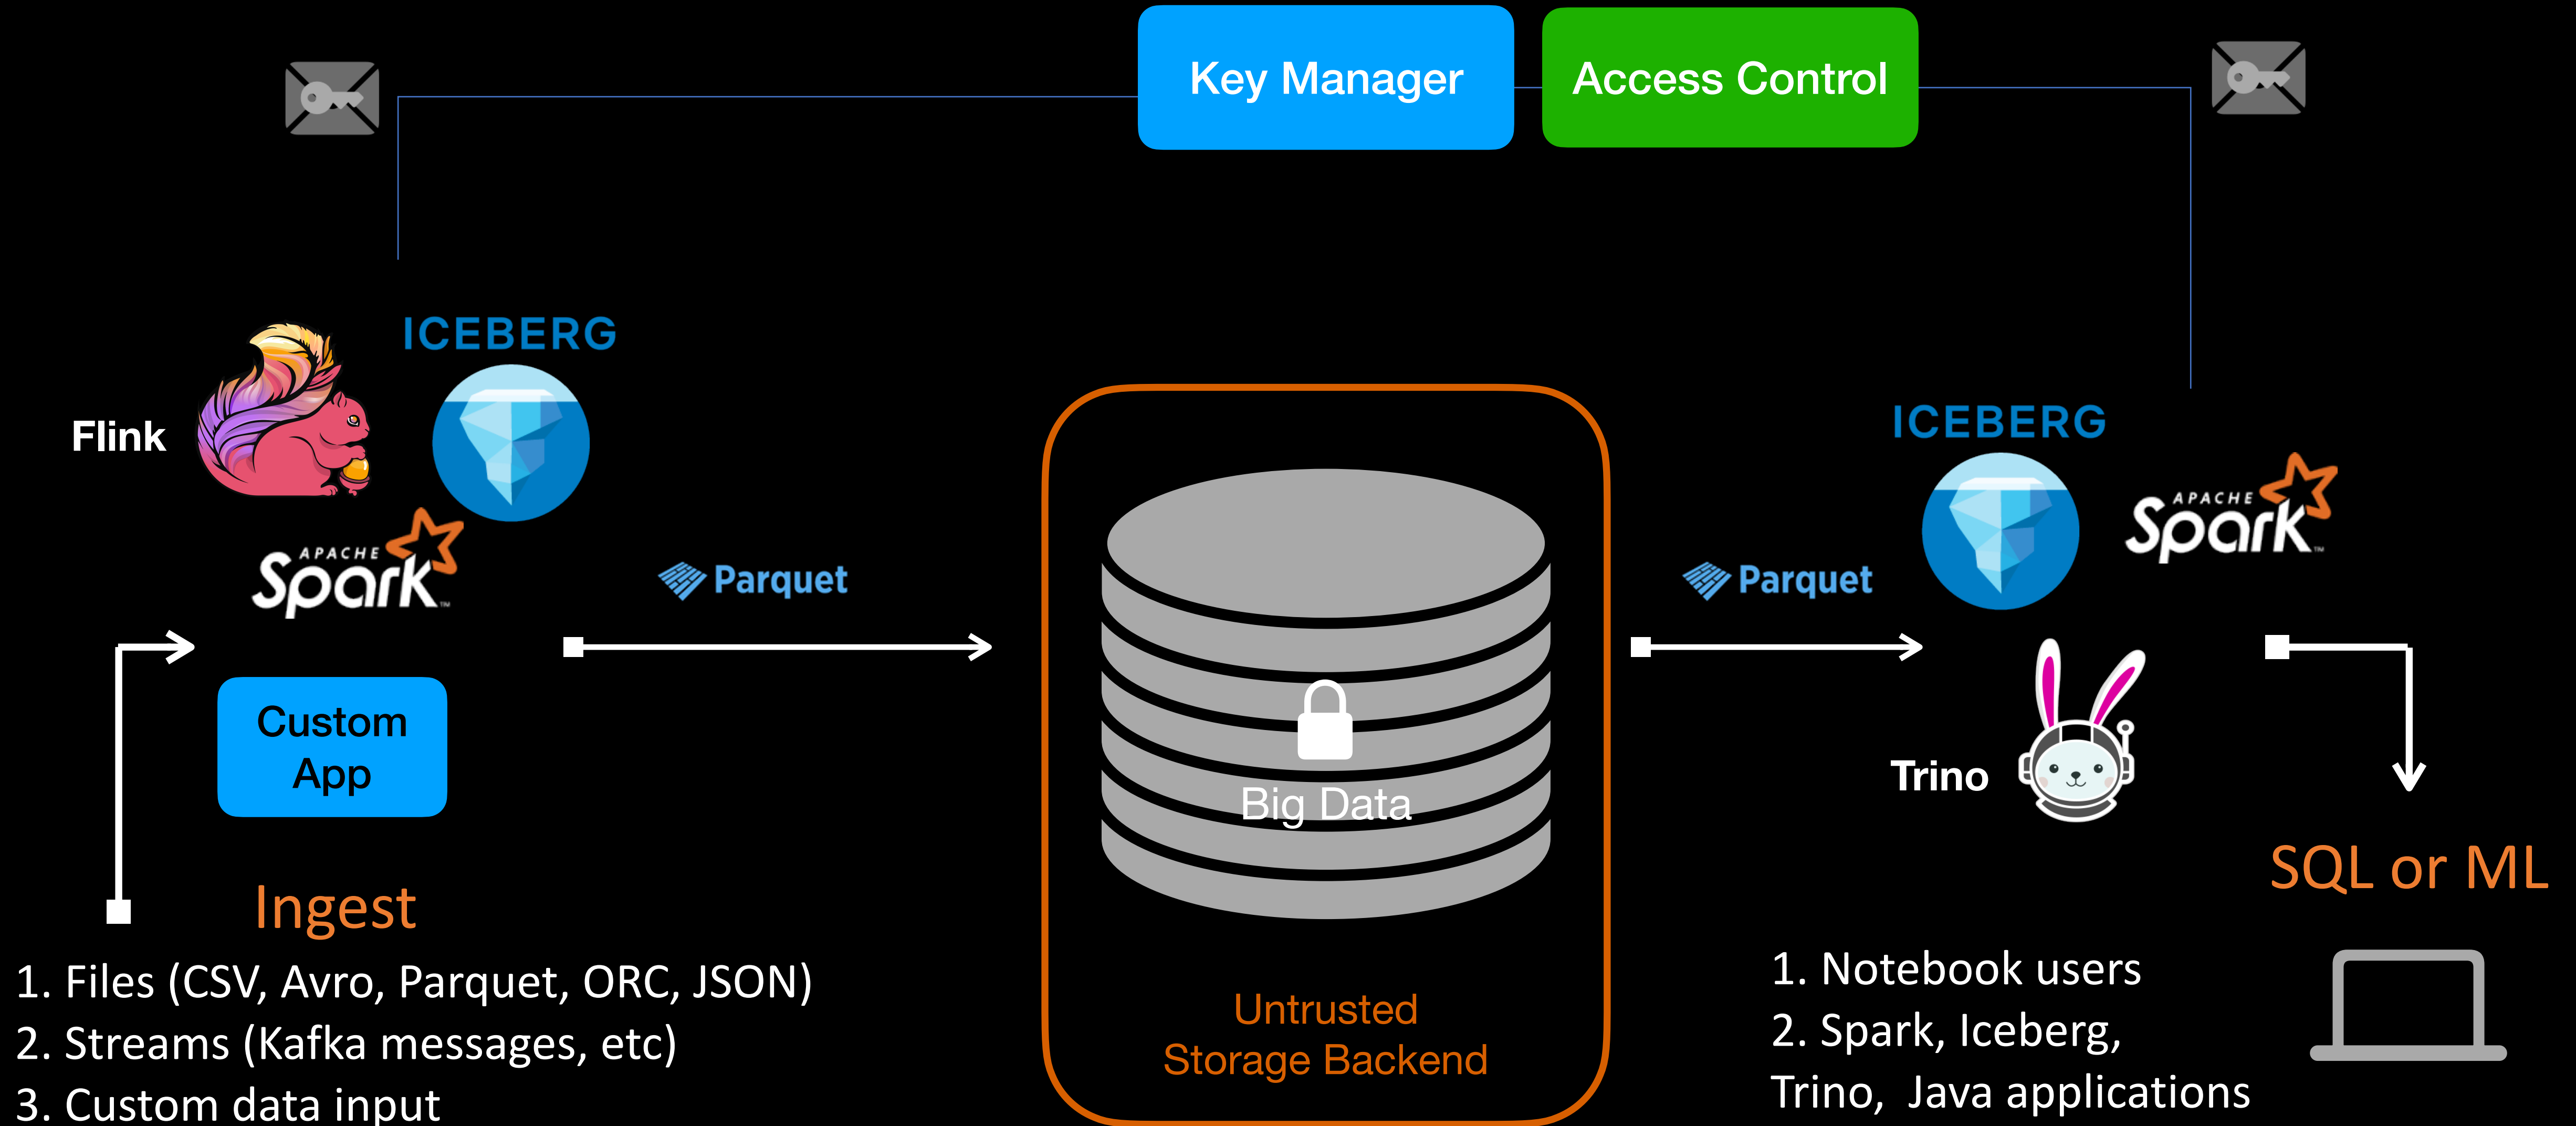 Key Manager
Access Control
ICEBERG
Flink
APACHE
Spark™
Custom
App
Ingest
1. Files (CSV, Avro, Parquet, ORC, JSON)
2. Streams (Kafka messages, etc)
3. Custom data input
Parquet
Big Data
Untrusted
Storage Backend
Parquet
ICEBERG
APACHE
Spark™
Trino
SQL or ML
1. Notebook users
2. Spark, Iceberg,
Trino, Java applications